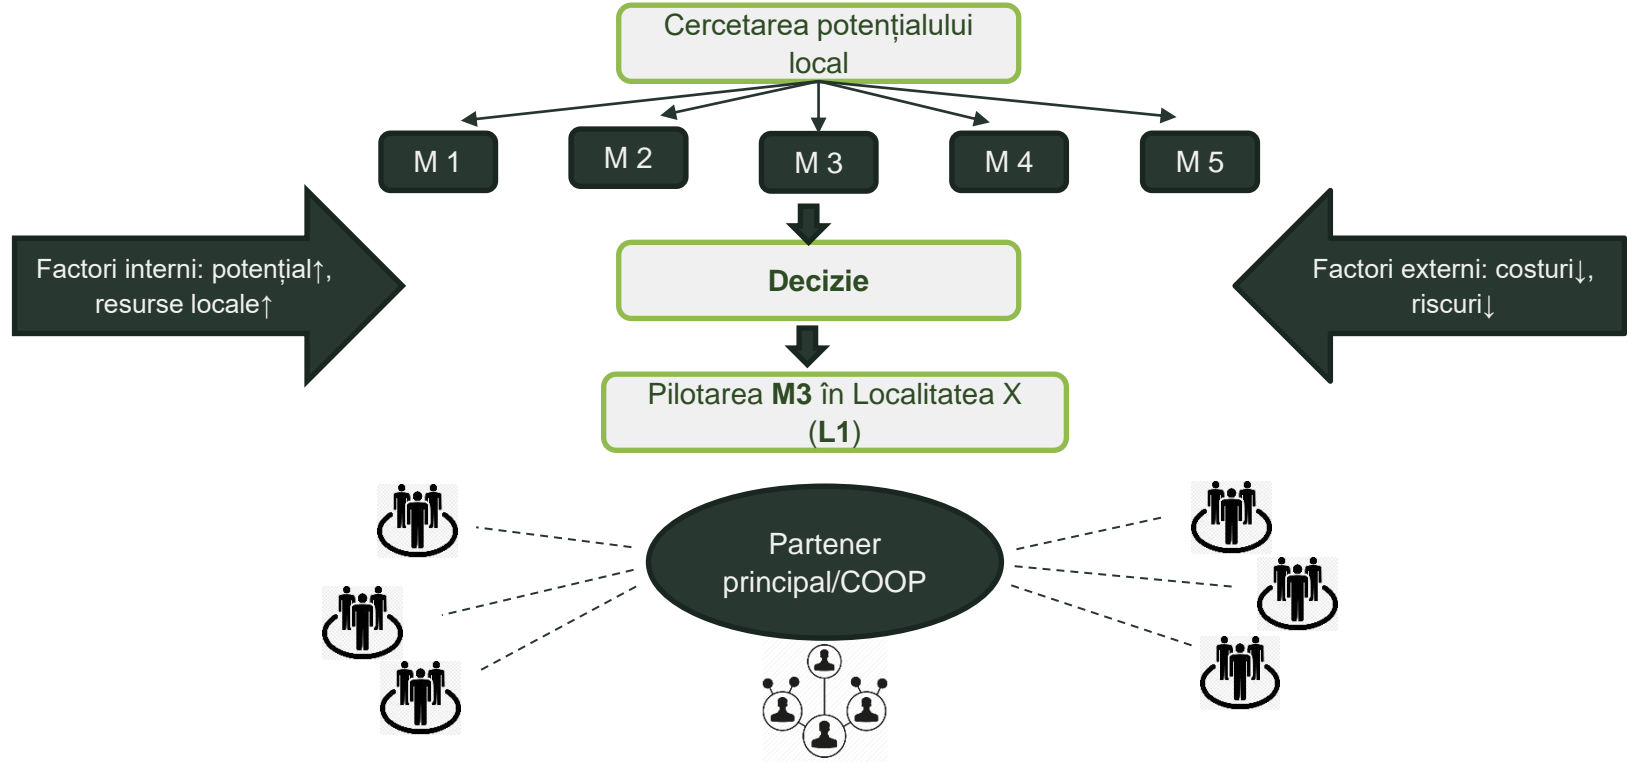 Cercetarea potențialului
local
M 1
M 2
M 3
M 4
M 5
Factori interni: potențial↑,
resurse locale↑
Decizie
Factori externi: costuri↓,
riscuri↓
Pilotarea M3 în Localitatea X
(L1)
Partener
principal/COOP